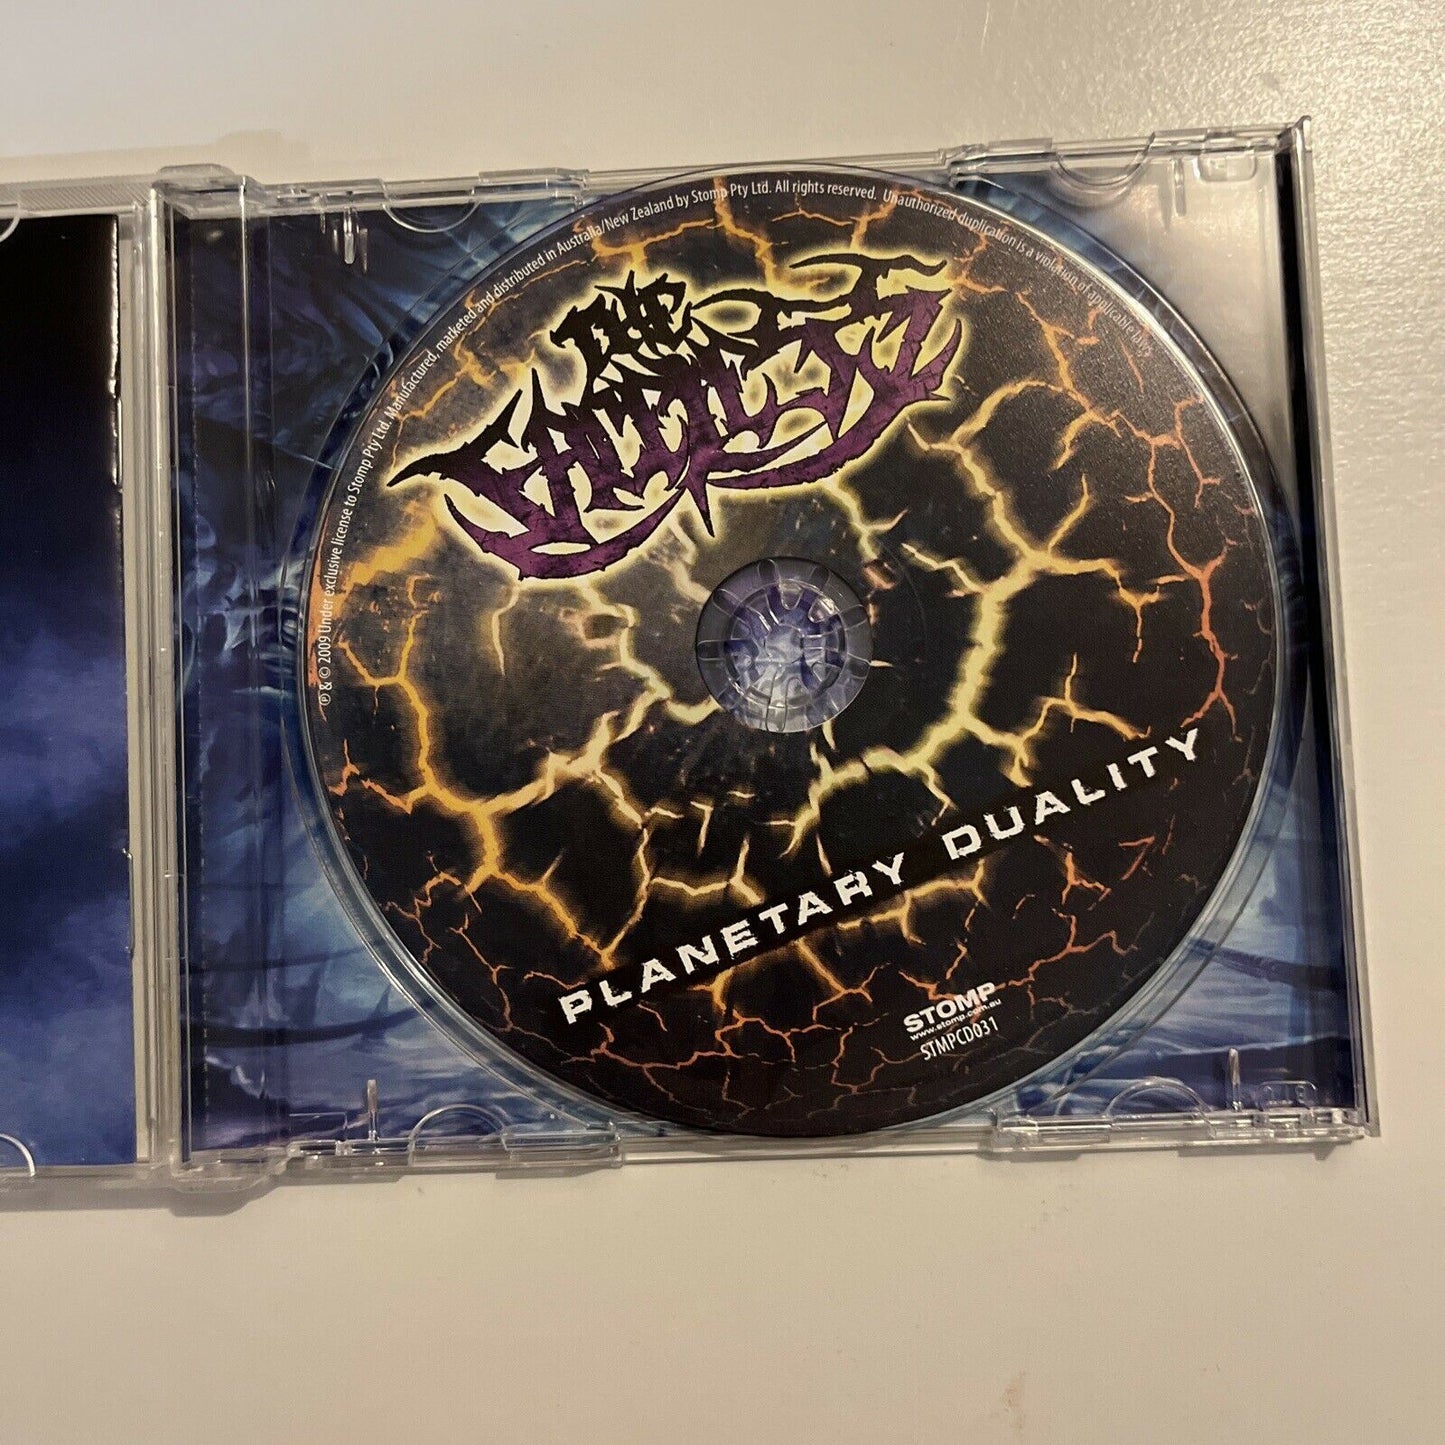 ℗ & © 2009 Under exclusive license to Stomp Pty Ltd. Manufactured, marketed and distributed in Australia/New Zealand by Stomp Pty Ltd. All rights reserved. Unauthorized duplication is a violation of applicable laws.
THE
FACELESS
PLANETARY DUALITY
STOMP
www.stomp.com.au
STMPCD031